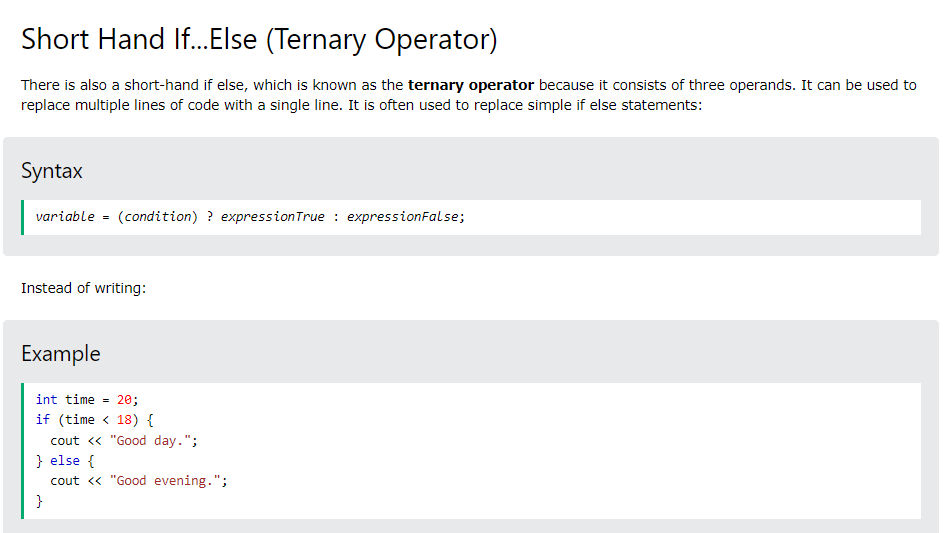 Short Hand If...Else (Ternary Operator)
There is also a short-hand if else, which is known as the ternary operator because it consists of three operands. It can be used to
replace multiple lines of code with a single line. It is often used to replace simple if else statements:
Syntax
variable = (condition) ? expressionTrue : expressionFalse;
Instead of writing:
Example
int time = 20;
if (time < 18) {
  cout << "Good day.";
} else {
  cout << "Good evening.";
}